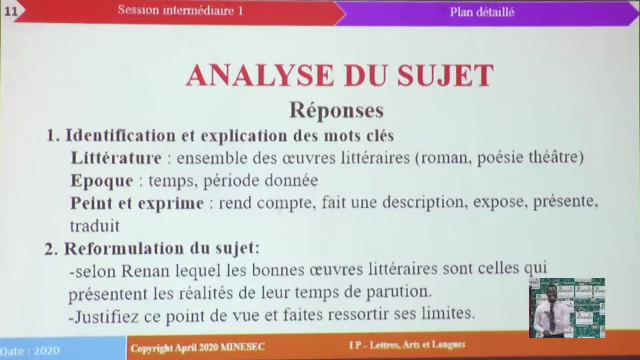 11
Session intermédiaire 1
Plan détaillé
ANALYSE DU SUJET
Réponses
1. Identification et explication des mots clés
Littérature : ensemble des œuvres littéraires (roman, poésie théâtre)
Epoque : temps, période donnée
Peint et exprime : rend compte, fait une description, expose, présente,
traduit
2. Reformulation du sujet:
-selon Renan lequel les bonnes œuvres littéraires sont celles qui
présentent les réalités de leur temps de parution.
-Justifiez ce point de vue et faites ressortir ses limites.
Date : 2020
Copyright April 2020 MINESEC
I P – Lettres, Arts et Langues